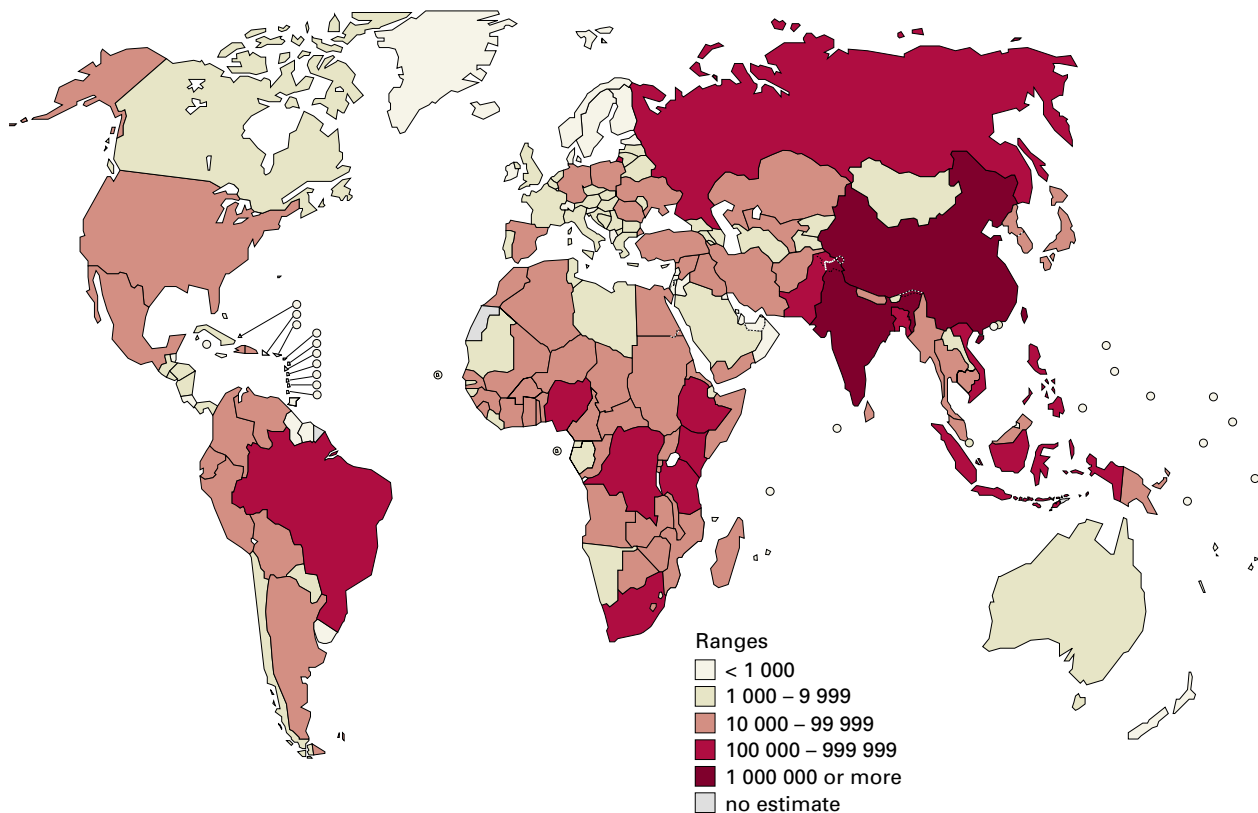 Ranges
< 1 000
1 000 – 9 999
10 000 – 99 999
100 000 – 999 999
1 000 000 or more
no estimate